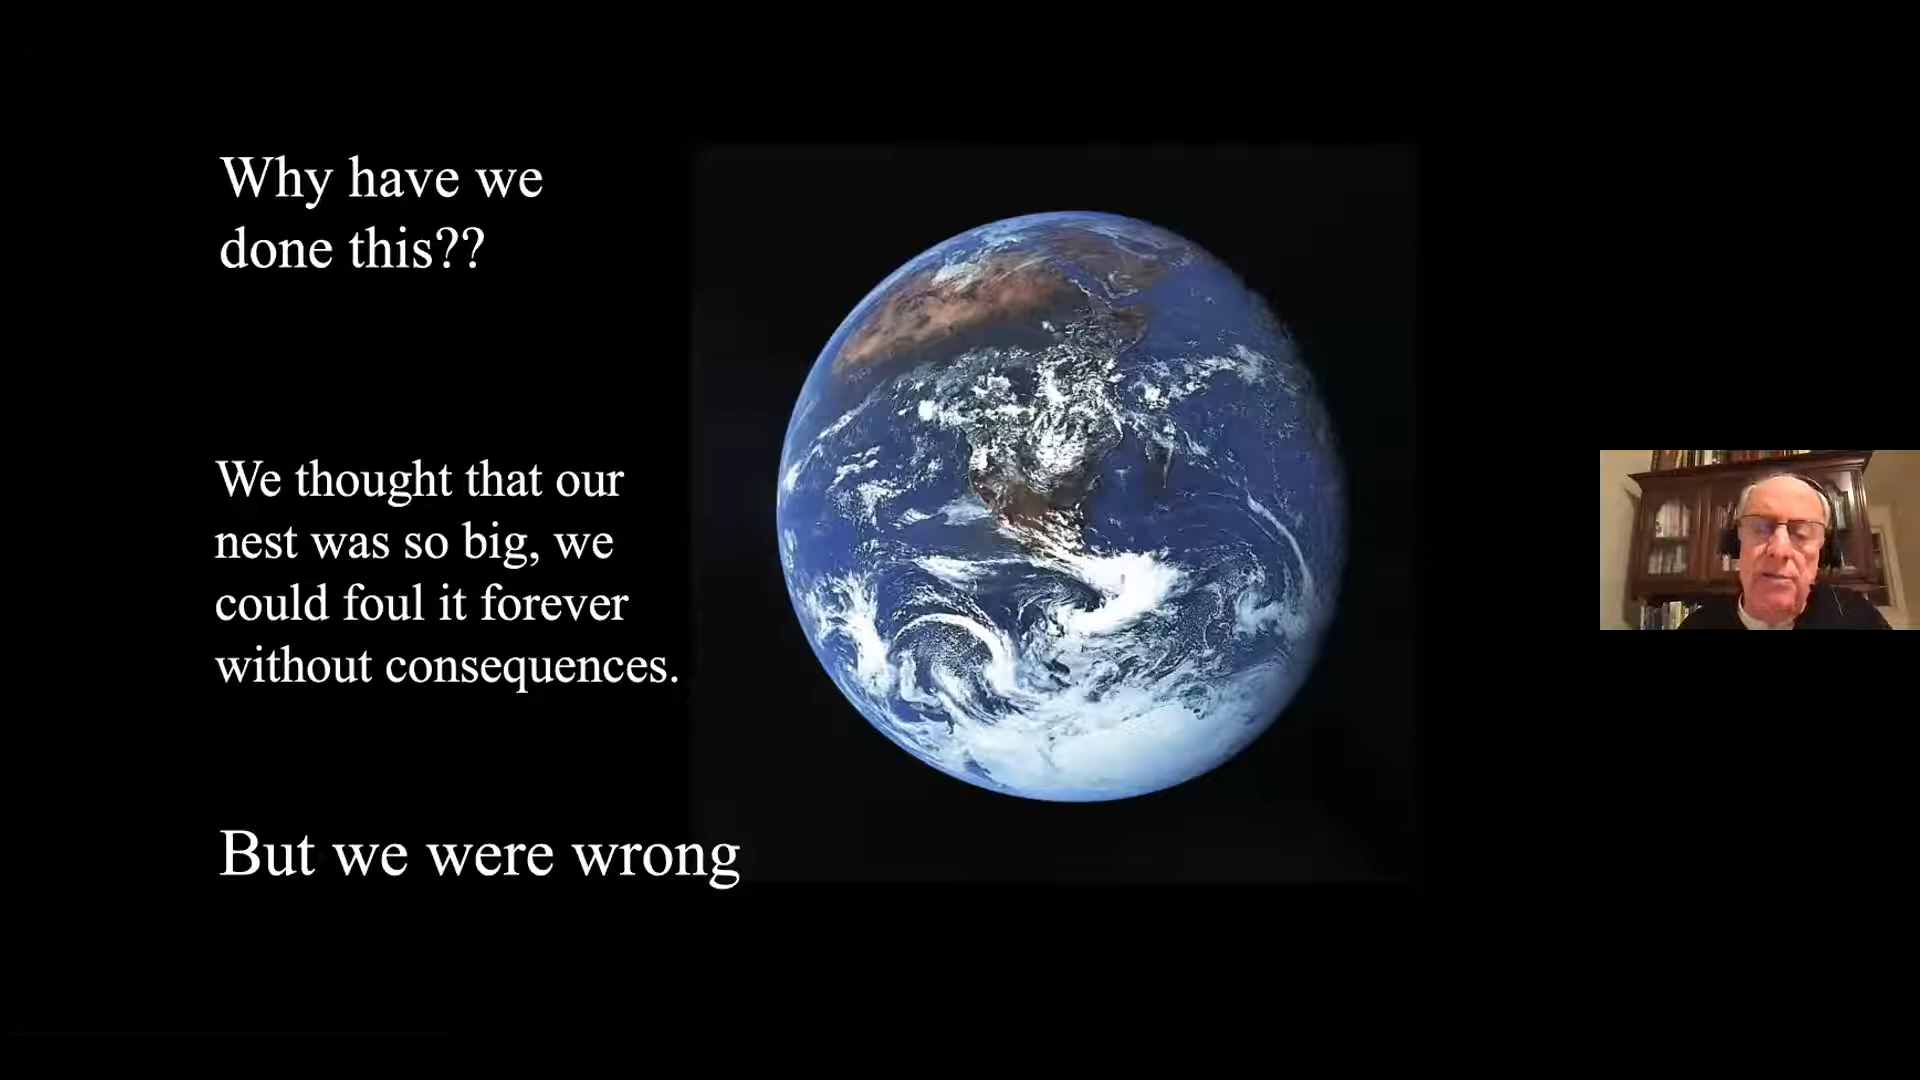 Why have we
done this??
We thought that our
nest was so big, we
could foul it forever
without consequences.
But we were wrong